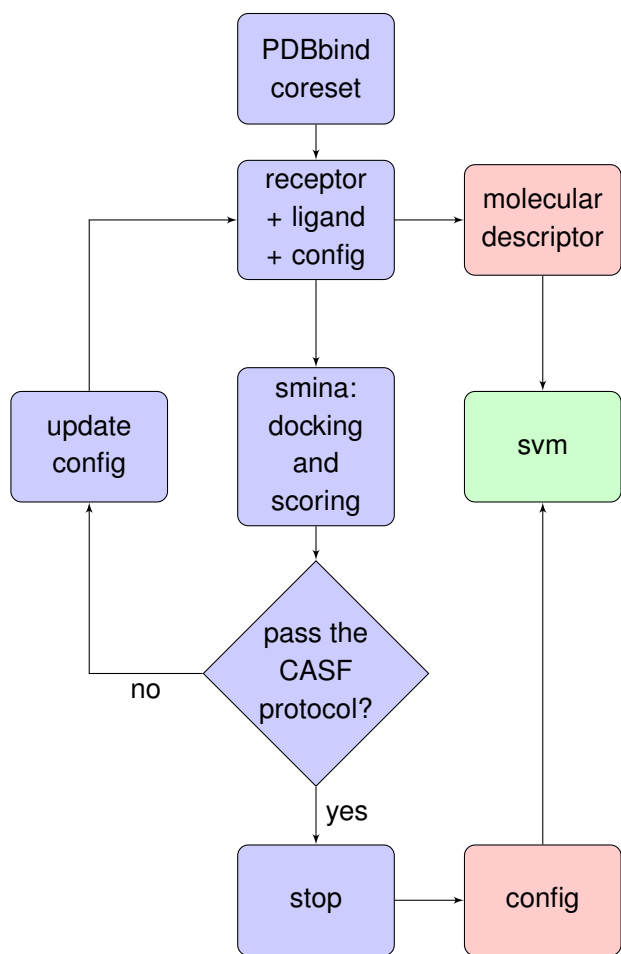 PDBbind
coreset
receptor
+ ligand
+ config
molecular
descriptor
update
config
smina:
docking
and
scoring
svm
pass the
CASF
protocol?
no
yes
stop
config